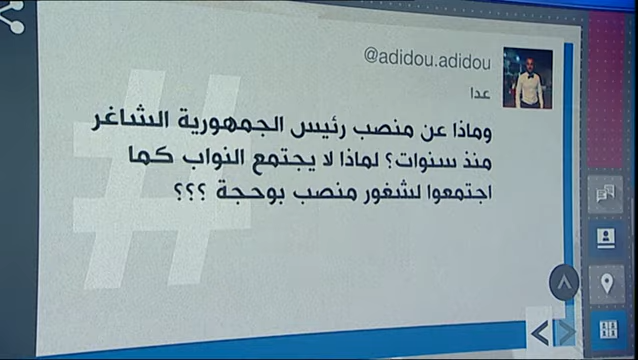 @adidou.adidou
عدا
وماذا عن منصب رئيس الجمهورية الشاغر
منذ سنوات؟ لماذا لا يجتمع النواب كما
اجتمعوا لشغور منصب بوحجة ؟؟؟